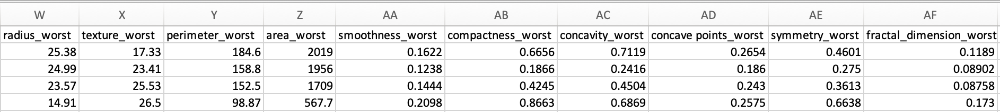 W X Y Z AA AB AC AD AE AF
radius_worst texture_worst perimeter_worst area_worst smoothness_worst compactness_worst concavity_worst concave points_worst symmetry_worst fractal_dimension_worst
25.38 17.33 184.6 2019 0.1622 0.6656 0.7119 0.2654 0.4601 0.1189
24.99 23.41 158.8 1956 0.1238 0.1866 0.2416 0.186 0.275 0.08902
23.57 25.53 152.5 1709 0.1444 0.4245 0.4504 0.243 0.3613 0.08758
14.91 26.5 98.87 567.7 0.2098 0.8663 0.6869 0.2575 0.6638 0.173